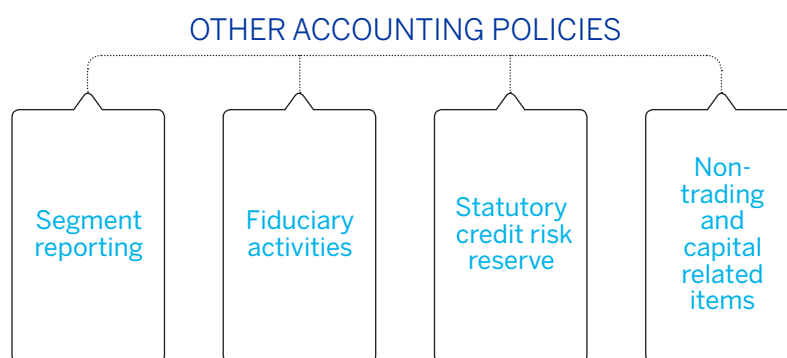 OTHER ACCOUNTING POLICIES
Segment
reporting
Fiduciary
activities
Statutory
credit risk
reserve
Non-
trading
and
capital
related
items